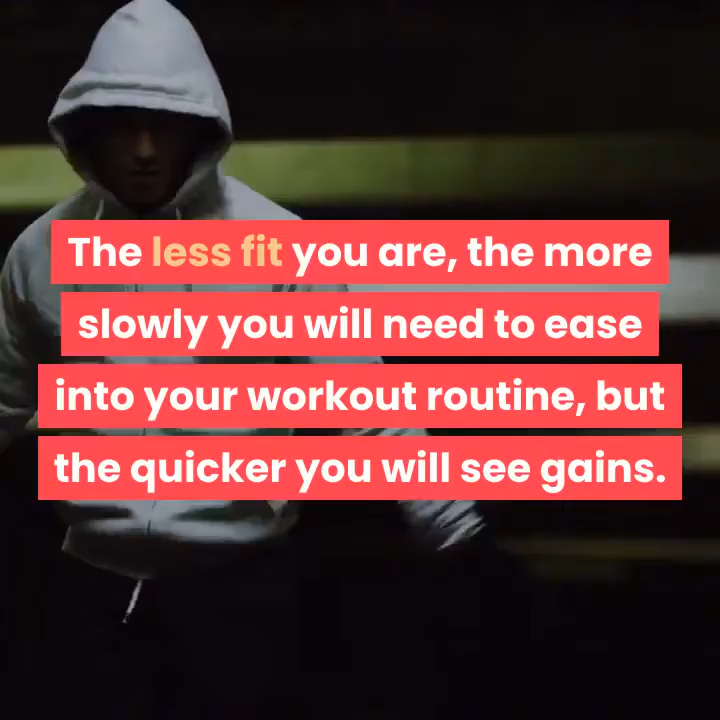 The less fit you are, the more
slowly you will need to ease
into your workout routine, but
the quicker you will see gains.